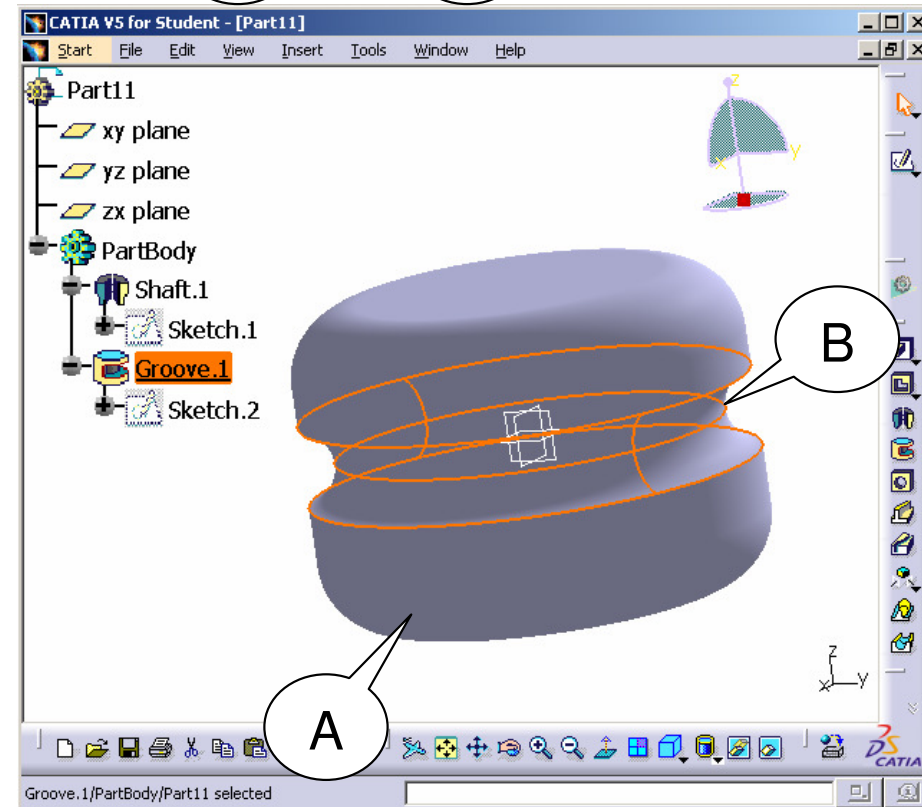 CATIA V5 for Student - [Part11]
Start File Edit View Insert Tools Window Help
Part11
xy plane
yz plane
zx plane
PartBody
Shaft.1
Sketch.1
Groove.1
Sketch.2
z
x
y
B
A
z
x
y
CATIA
Groove.1/PartBody/Part11 selected